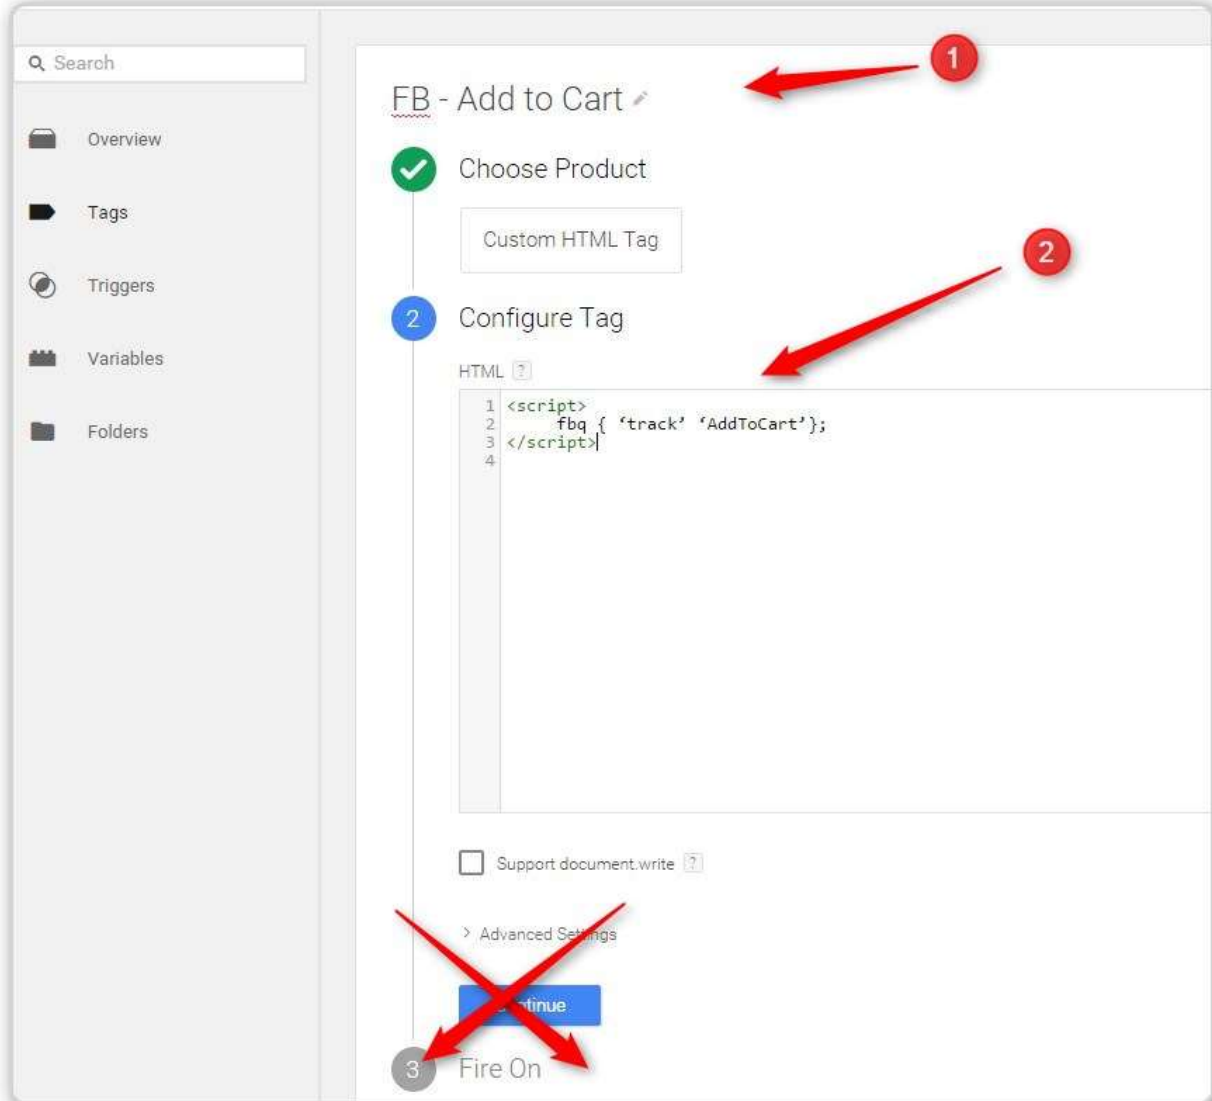 Search
Overview
Tags
Triggers
Variables
Folders
1
FB - Add to Cart
Choose Product
Custom HTML Tag
2
2 Configure Tag
HTML ?
1 <script>
2 fbq { ‘track’ ‘AddToCart’};
3 </script>
4
Support document.write ?
> Advanced Settings
Continue
3 Fire On